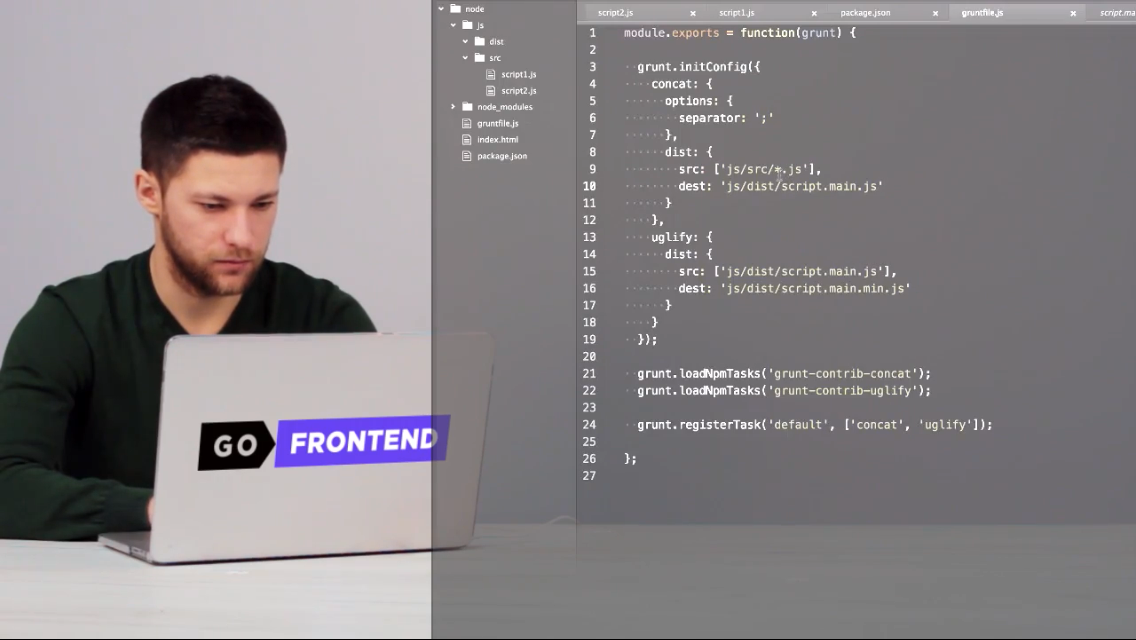 GO FRONTEND
node
js
dist
src
script1.js
script2.js
node_modules
gruntfile.js
index.html
package.json
script2.js × script1.js × package.json × gruntfile.js × script.ma
1 module.exports = function(grunt) {
2
3 ··grunt.initConfig({
4 ····concat: {
5 ······options: {
6 ········separator: ';'
7 ······},
8 ······dist: {
9 ········src: ['js/src/*.js'],
10 ········dest: 'js/dist/script.main.js'
11 ······}
12 ····},
13 ····uglify: {
14 ······dist: {
15 ········src: ['js/dist/script.main.js'],
16 ········dest: 'js/dist/script.main.min.js'
17 ······}
18 ····}
19 ··});
20
21 ··grunt.loadNpmTasks('grunt-contrib-concat');
22 ··grunt.loadNpmTasks('grunt-contrib-uglify');
23
24 ··grunt.registerTask('default', ['concat', 'uglify']);
25
26 };
27